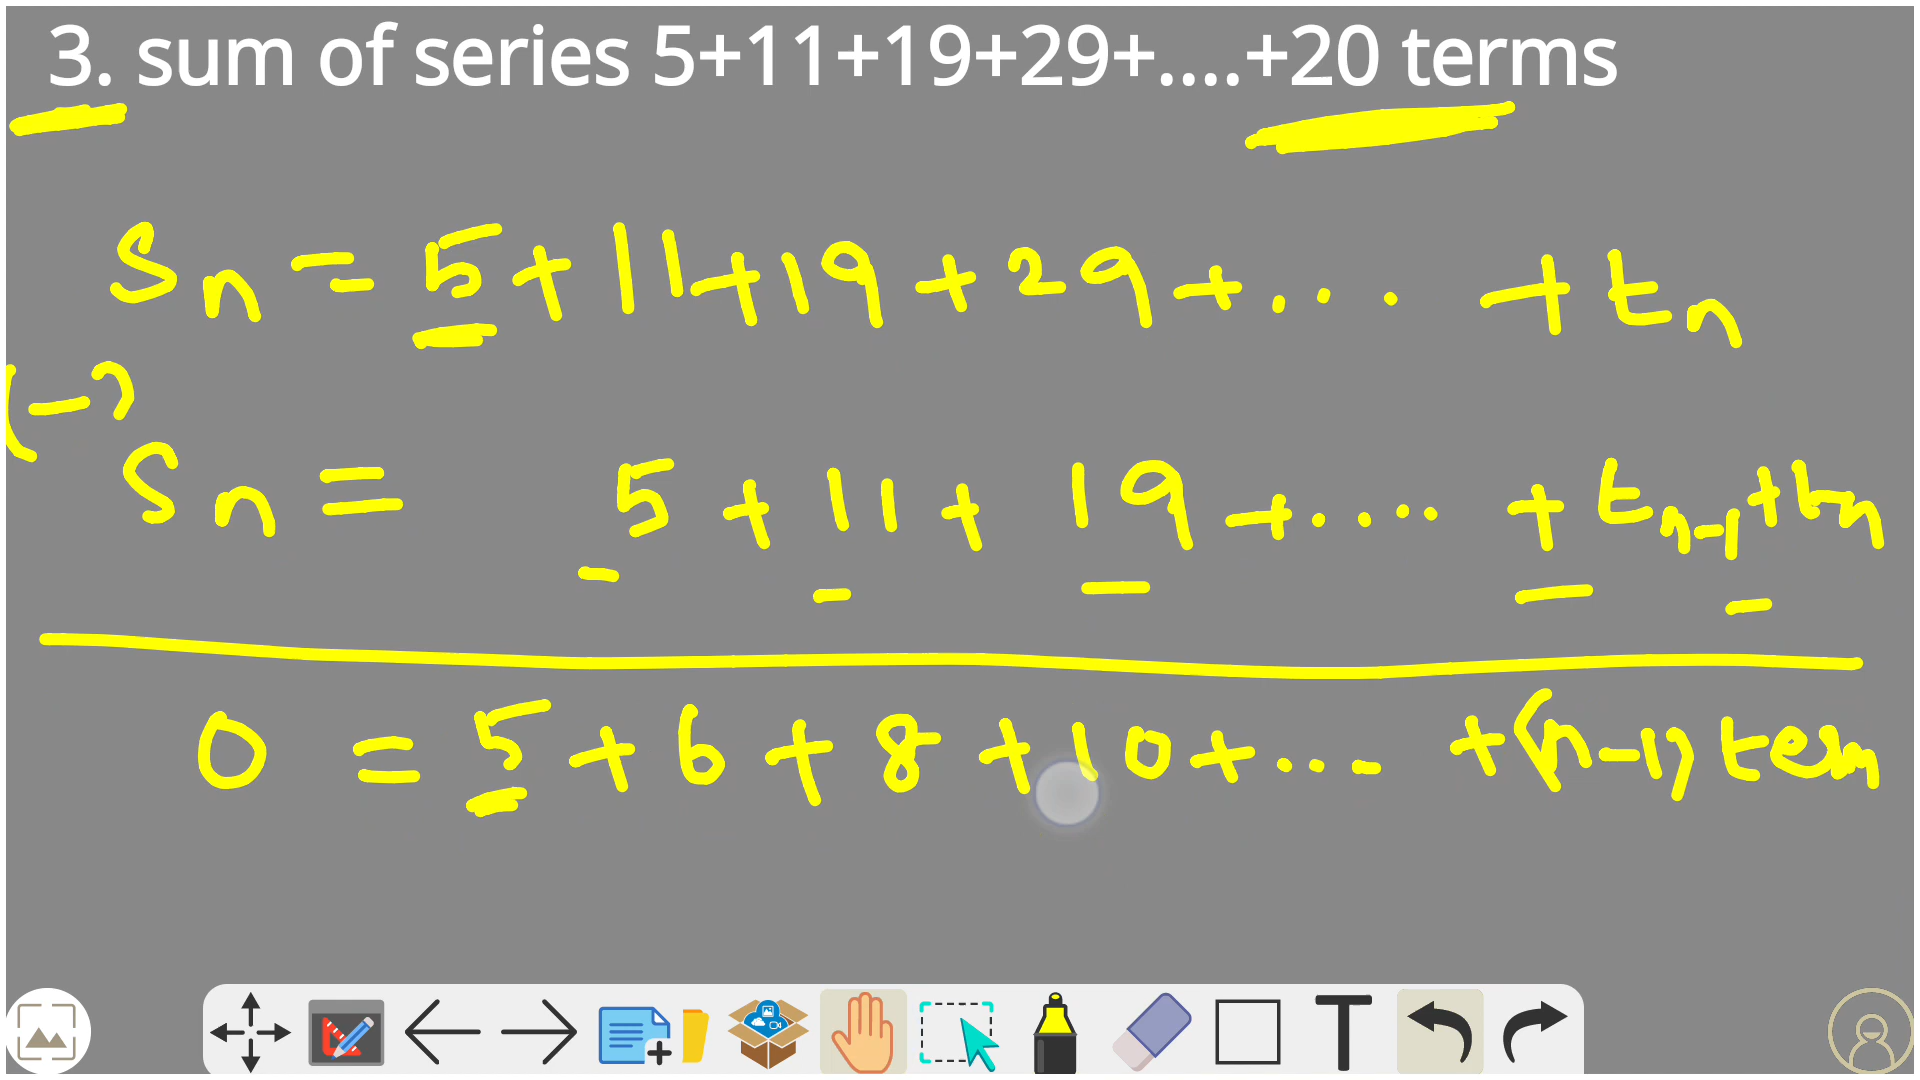 3. sum of series 5+11+19+29+....+20 terms
Sn = 5+11+19+29+... +tn
(-)
Sn = 5+11+19+.... +tn-1+tn
0 = 5+6+8+10+... +(n-1) term
T